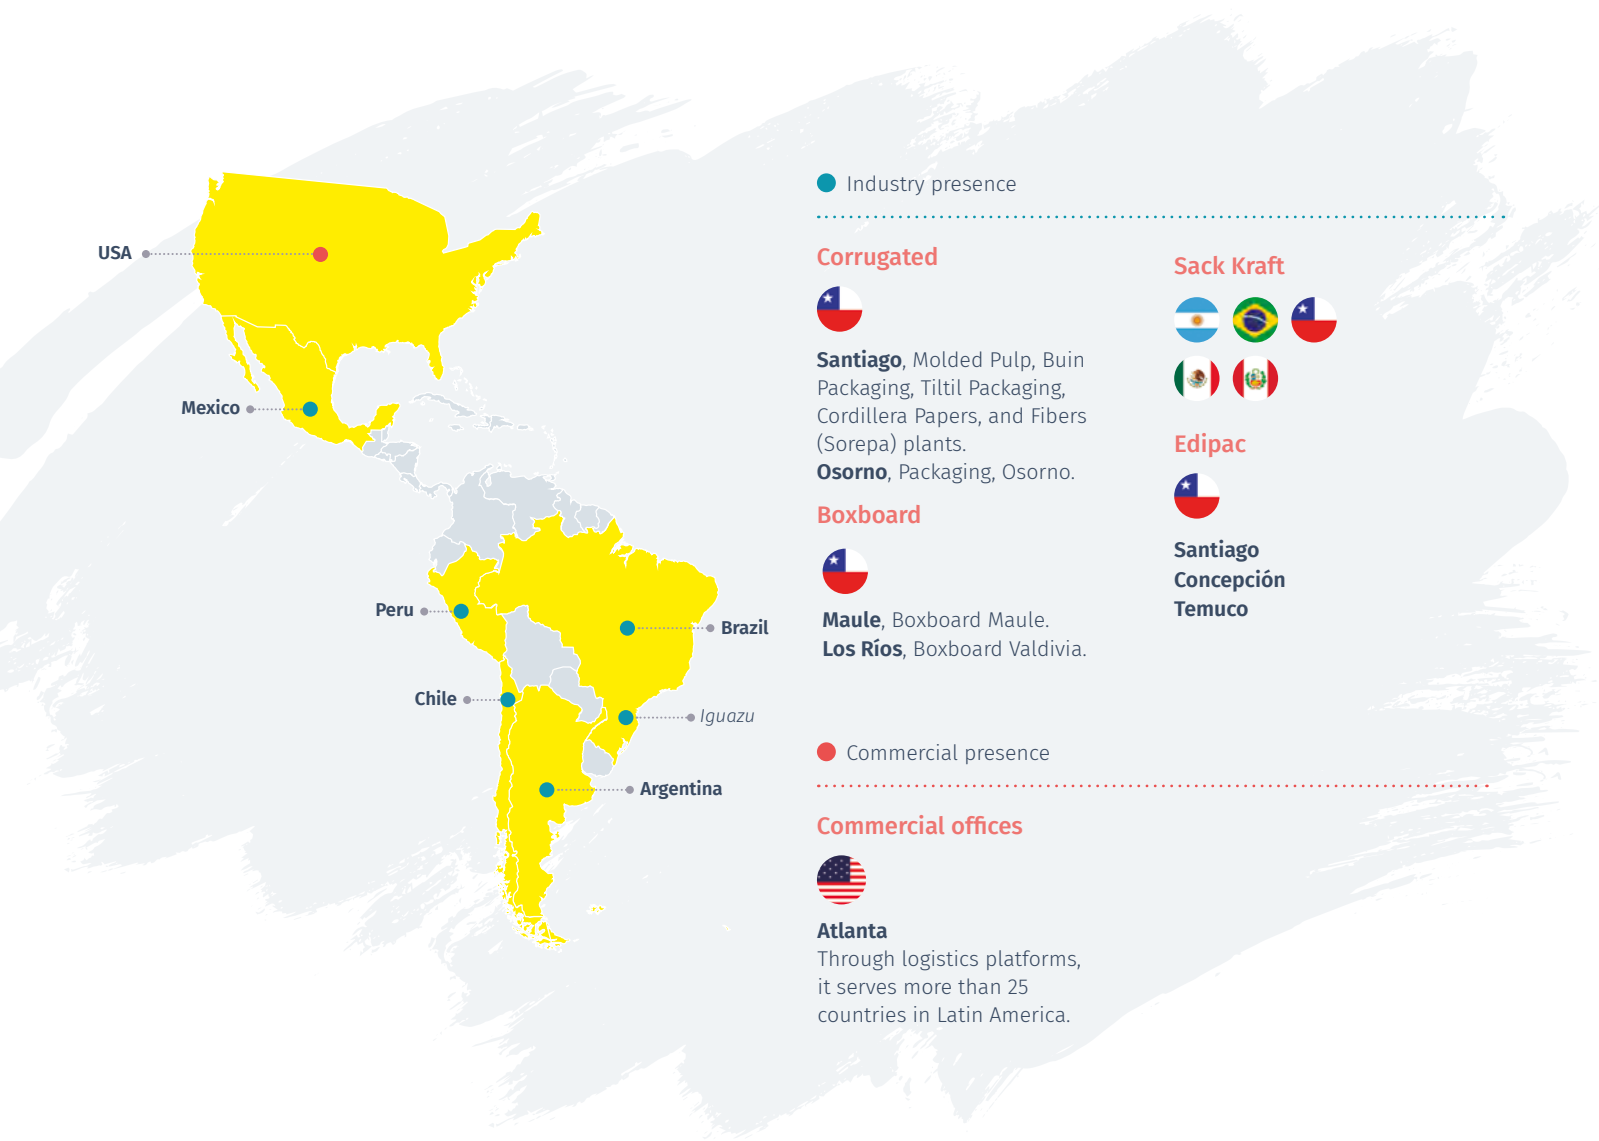 USA
Mexico
Peru
Brazil
Chile
Iguazu
Argentina
Industry presence
Corrugated
Santiago, Molded Pulp, Buin
Packaging, Tiltil Packaging,
Cordillera Papers, and Fibers
(Sorepa) plants.
Osorno, Packaging, Osorno.
Boxboard
Maule, Boxboard Maule.
Los Ríos, Boxboard Valdivia.
Sack Kraft
Edipac
Santiago
Concepción
Temuco
Commercial presence
Commercial offices
Atlanta
Through logistics platforms,
it serves more than 25
countries in Latin America.